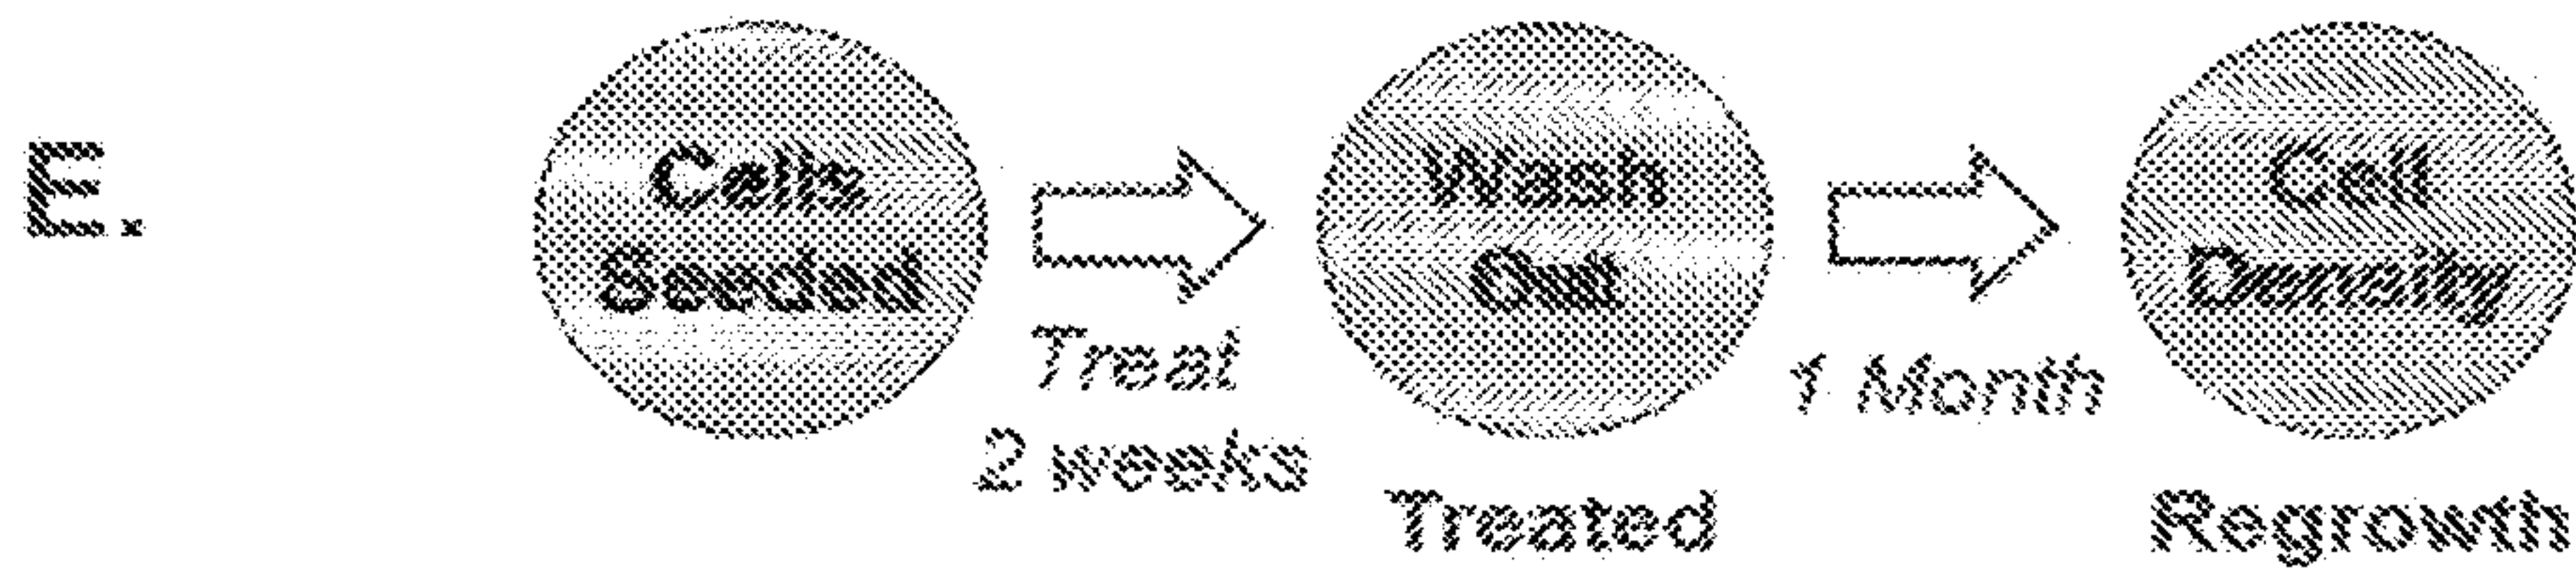 E.
Cells
Seeded
Treat
2 weeks
Wash
Out
Treated
1 Month
Cell
Density
Regrowth